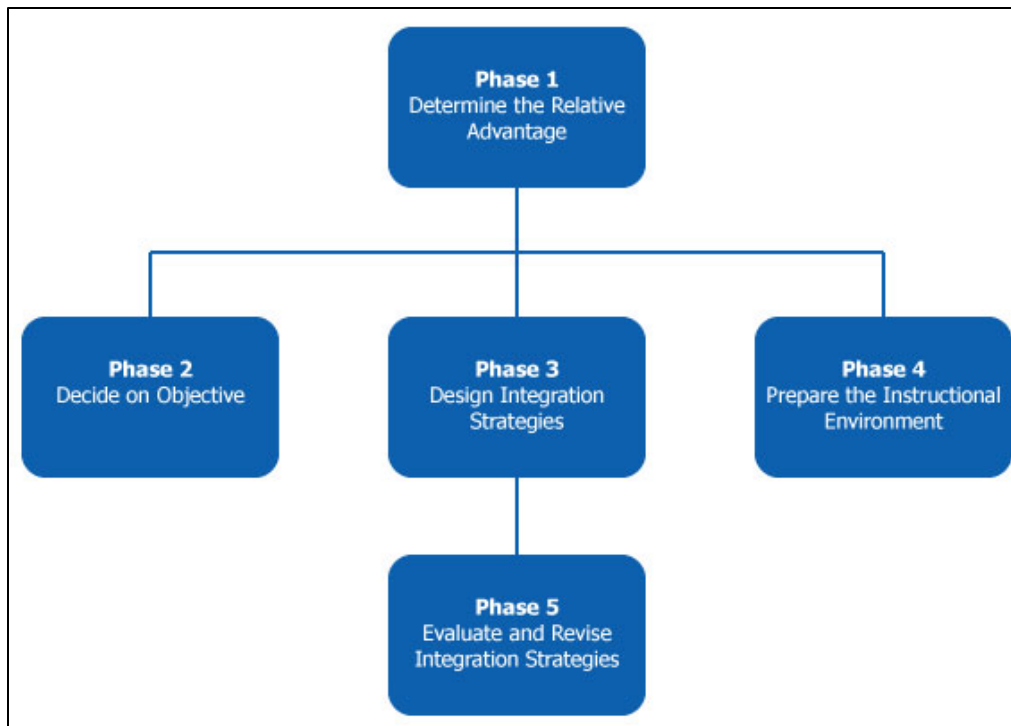 Phase 1
Determine the Relative
Advantage
Phase 2
Decide on Objective
Phase 3
Design Integration
Strategies
Phase 4
Prepare the Instructional
Environment
Phase 5
Evaluate and Revise
Integration Strategies